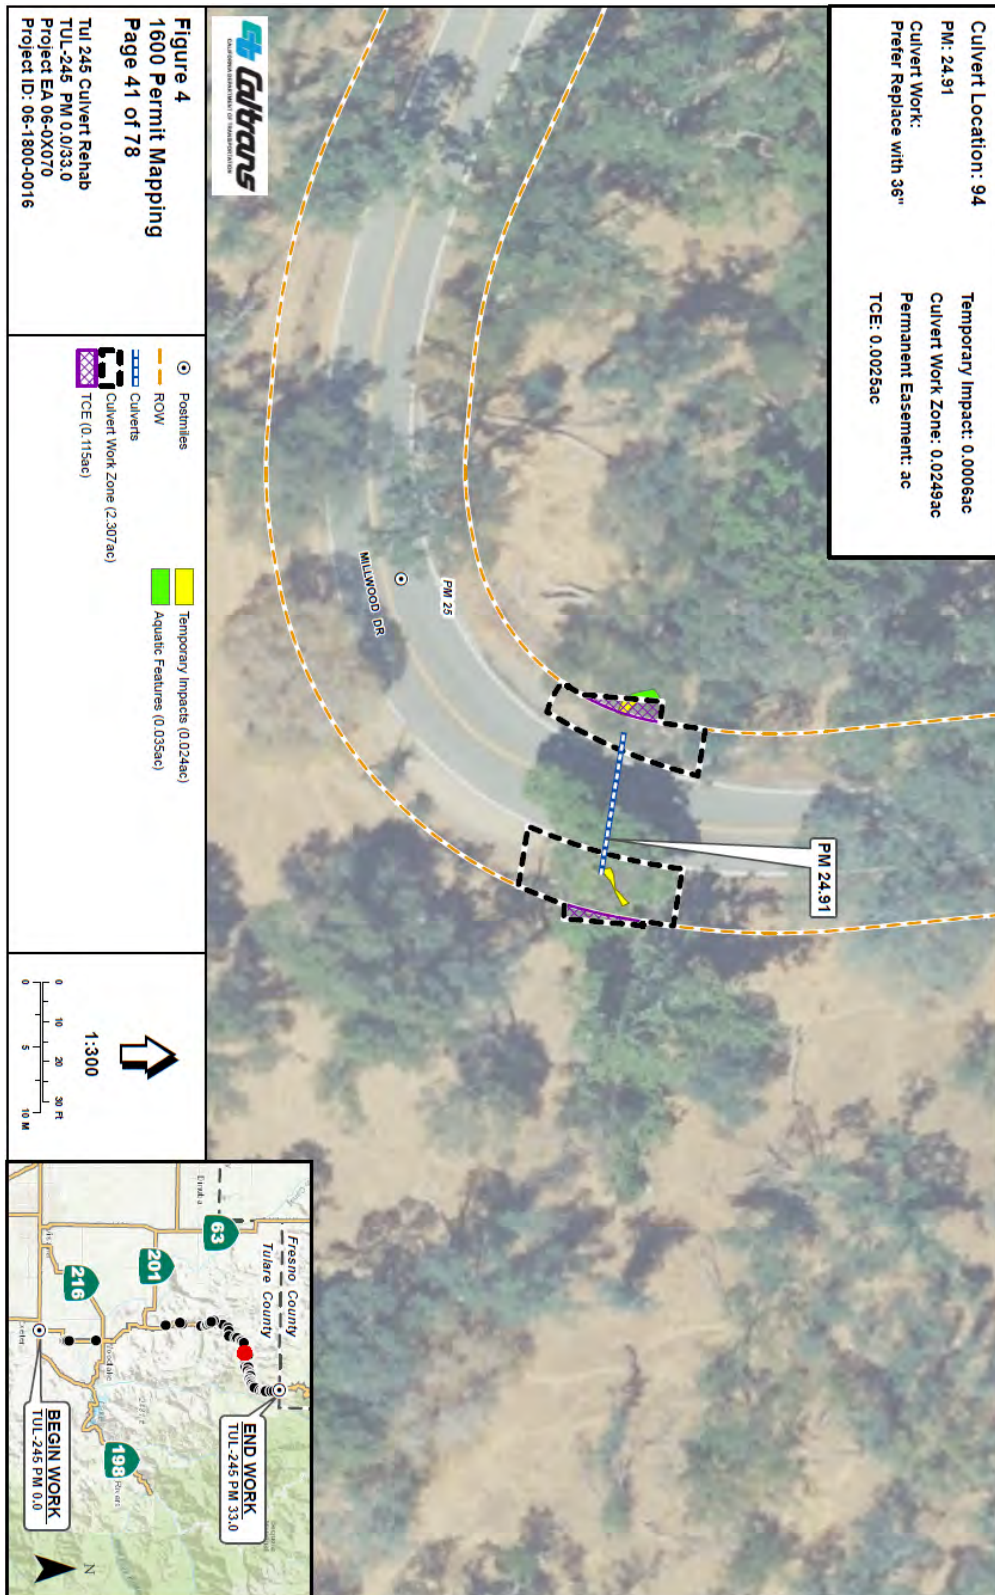 Culvert Location: 94
PM: 24.91
Culvert Work:
Prefer Replace with 36"
Temporary Impact: 0.0006ac
Culvert Work Zone: 0.0249ac
Permanent Easement: ac
TCE: 0.0025ac
PM 24.91
PM 25
MILLWOOD DR
Caltrans
CALIFORNIA DEPARTMENT OF TRANSPORTATION
Figure 4
1600 Permit Mapping
Page 41 of 78
Tul 245 Culvert Rehab
TUL-245 PM 0.0/33.0
Project EA 06-0X070
Project ID: 06-1800-0016
Postmiles
ROW
Culverts
Culvert Work Zone (2.307ac)
TCE (0.115ac)
Temporary Impacts (0.024ac)
Aquatic Features (0.035ac)
1:300
0 10 20 30 Ft
0 5 10 M
Fresno County
Tulare County
Dinuba
63
201
216
198
END WORK
TUL-245 PM 33.0
BEGIN WORK
TUL-245 PM 0.0
N